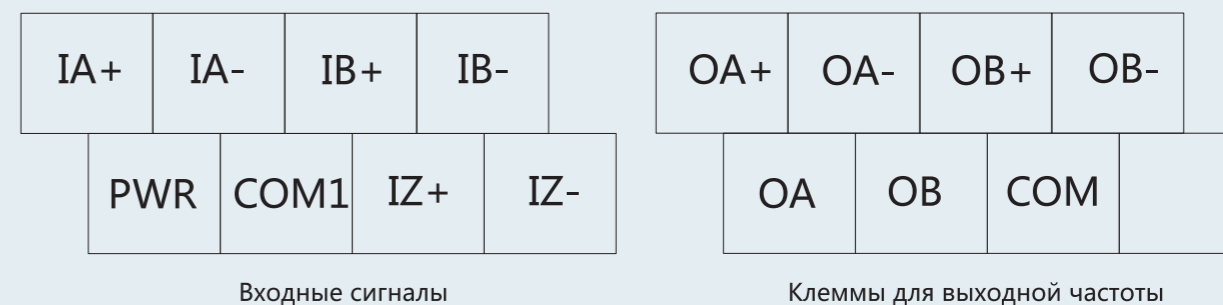 IA+ IA- IB+ IB- OA+ OA- OB+ OB-
PWR COM1 IZ+ IZ- OA OB COM
Входные сигналы Клеммы для выходной частоты